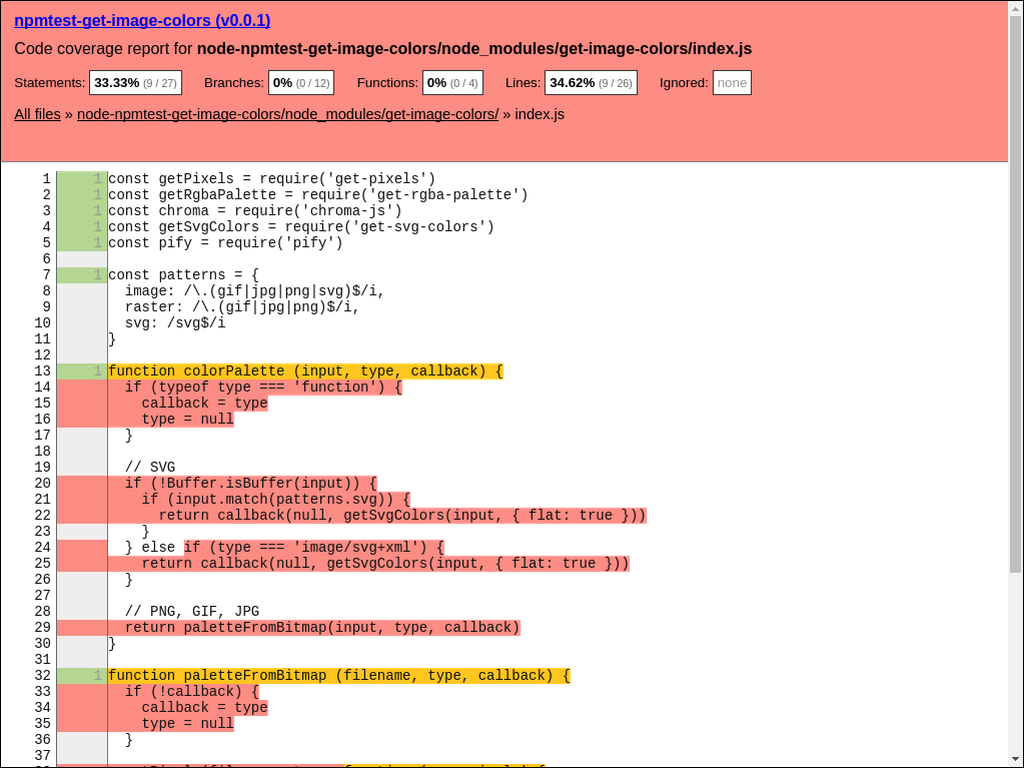 npmtest-get-image-colors (v0.0.1)
Code coverage report for node-npmtest-get-image-colors/node_modules/get-image-colors/index.js
Statements: 33.33% (9 / 27) Branches: 0% (0 / 12) Functions: 0% (0 / 4) Lines: 34.62% (9 / 26) Ignored: none
All files » node-npmtest-get-image-colors/node_modules/get-image-colors/ » index.js
1 1 const getPixels = require('get-pixels')
2 1 const getRgbaPalette = require('get-rgba-palette')
3 1 const chroma = require('chroma-js')
4 1 const getSvgColors = require('get-svg-colors')
5 1 const pify = require('pify')
6
7 1 const patterns = {
8   image: /\.(gif|jpg|png|svg)$/i,
9   raster: /\.(gif|jpg|png)$/i,
10   svg: /svg$/i
11 }
12
13 1 function colorPalette (input, type, callback) {
14   if (typeof type === 'function') {
15     callback = type
16     type = null
17   }
18
19   // SVG
20   if (!Buffer.isBuffer(input)) {
21     if (input.match(patterns.svg)) {
22       return callback(null, getSvgColors(input, { flat: true }))
23     }
24   } else if (type === 'image/svg+xml') {
25     return callback(null, getSvgColors(input, { flat: true }))
26   }
27
28   // PNG, GIF, JPG
29   return paletteFromBitmap(input, type, callback)
30 }
31
32 1 function paletteFromBitmap (filename, type, callback) {
33   if (!callback) {
34     callback = type
35     type = null
36   }
37